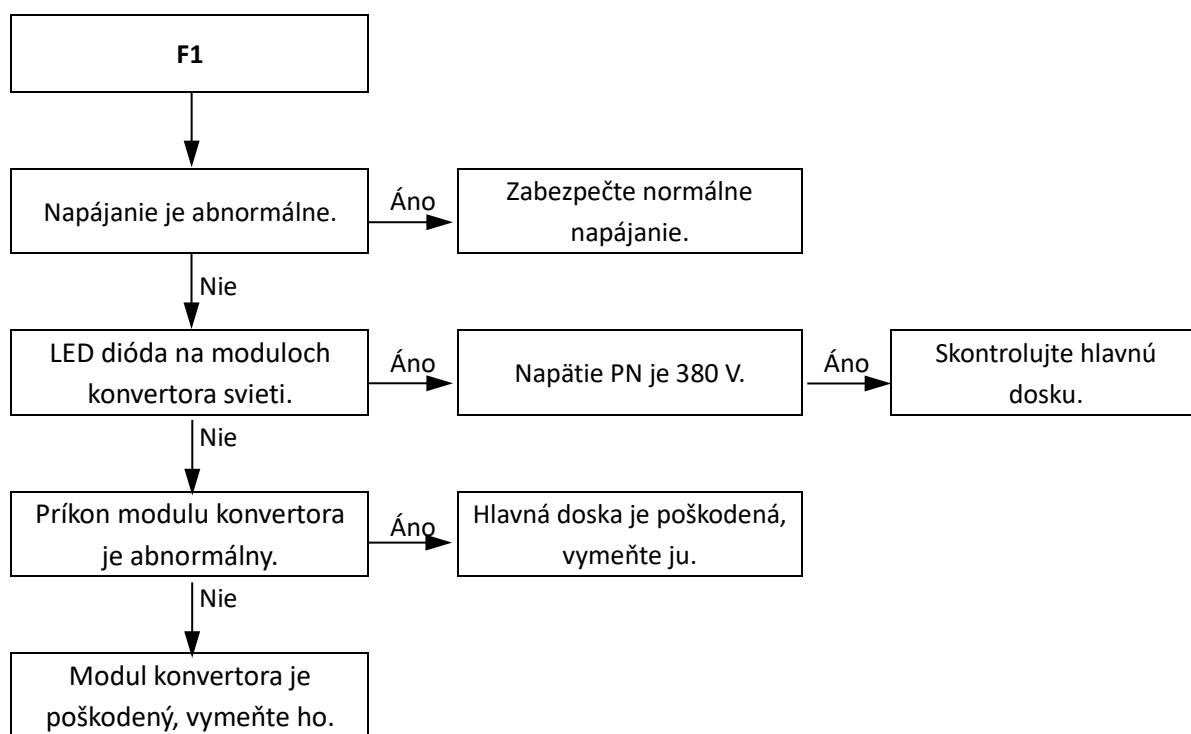 F1
Napájanie je abnormálne.
Áno
Zabezpečte normálne
napájanie.
Nie
LED dióda na moduloch
konvertora svieti.
Áno
Napätie PN je 380 V.
Áno
Skontrolujte hlavnú
dosku.
Nie
Príkon modulu konvertora
je abnormálny.
Áno
Hlavná doska je poškodená,
vymeňte ju.
Nie
Modul konvertora je
poškodený, vymeňte ho.